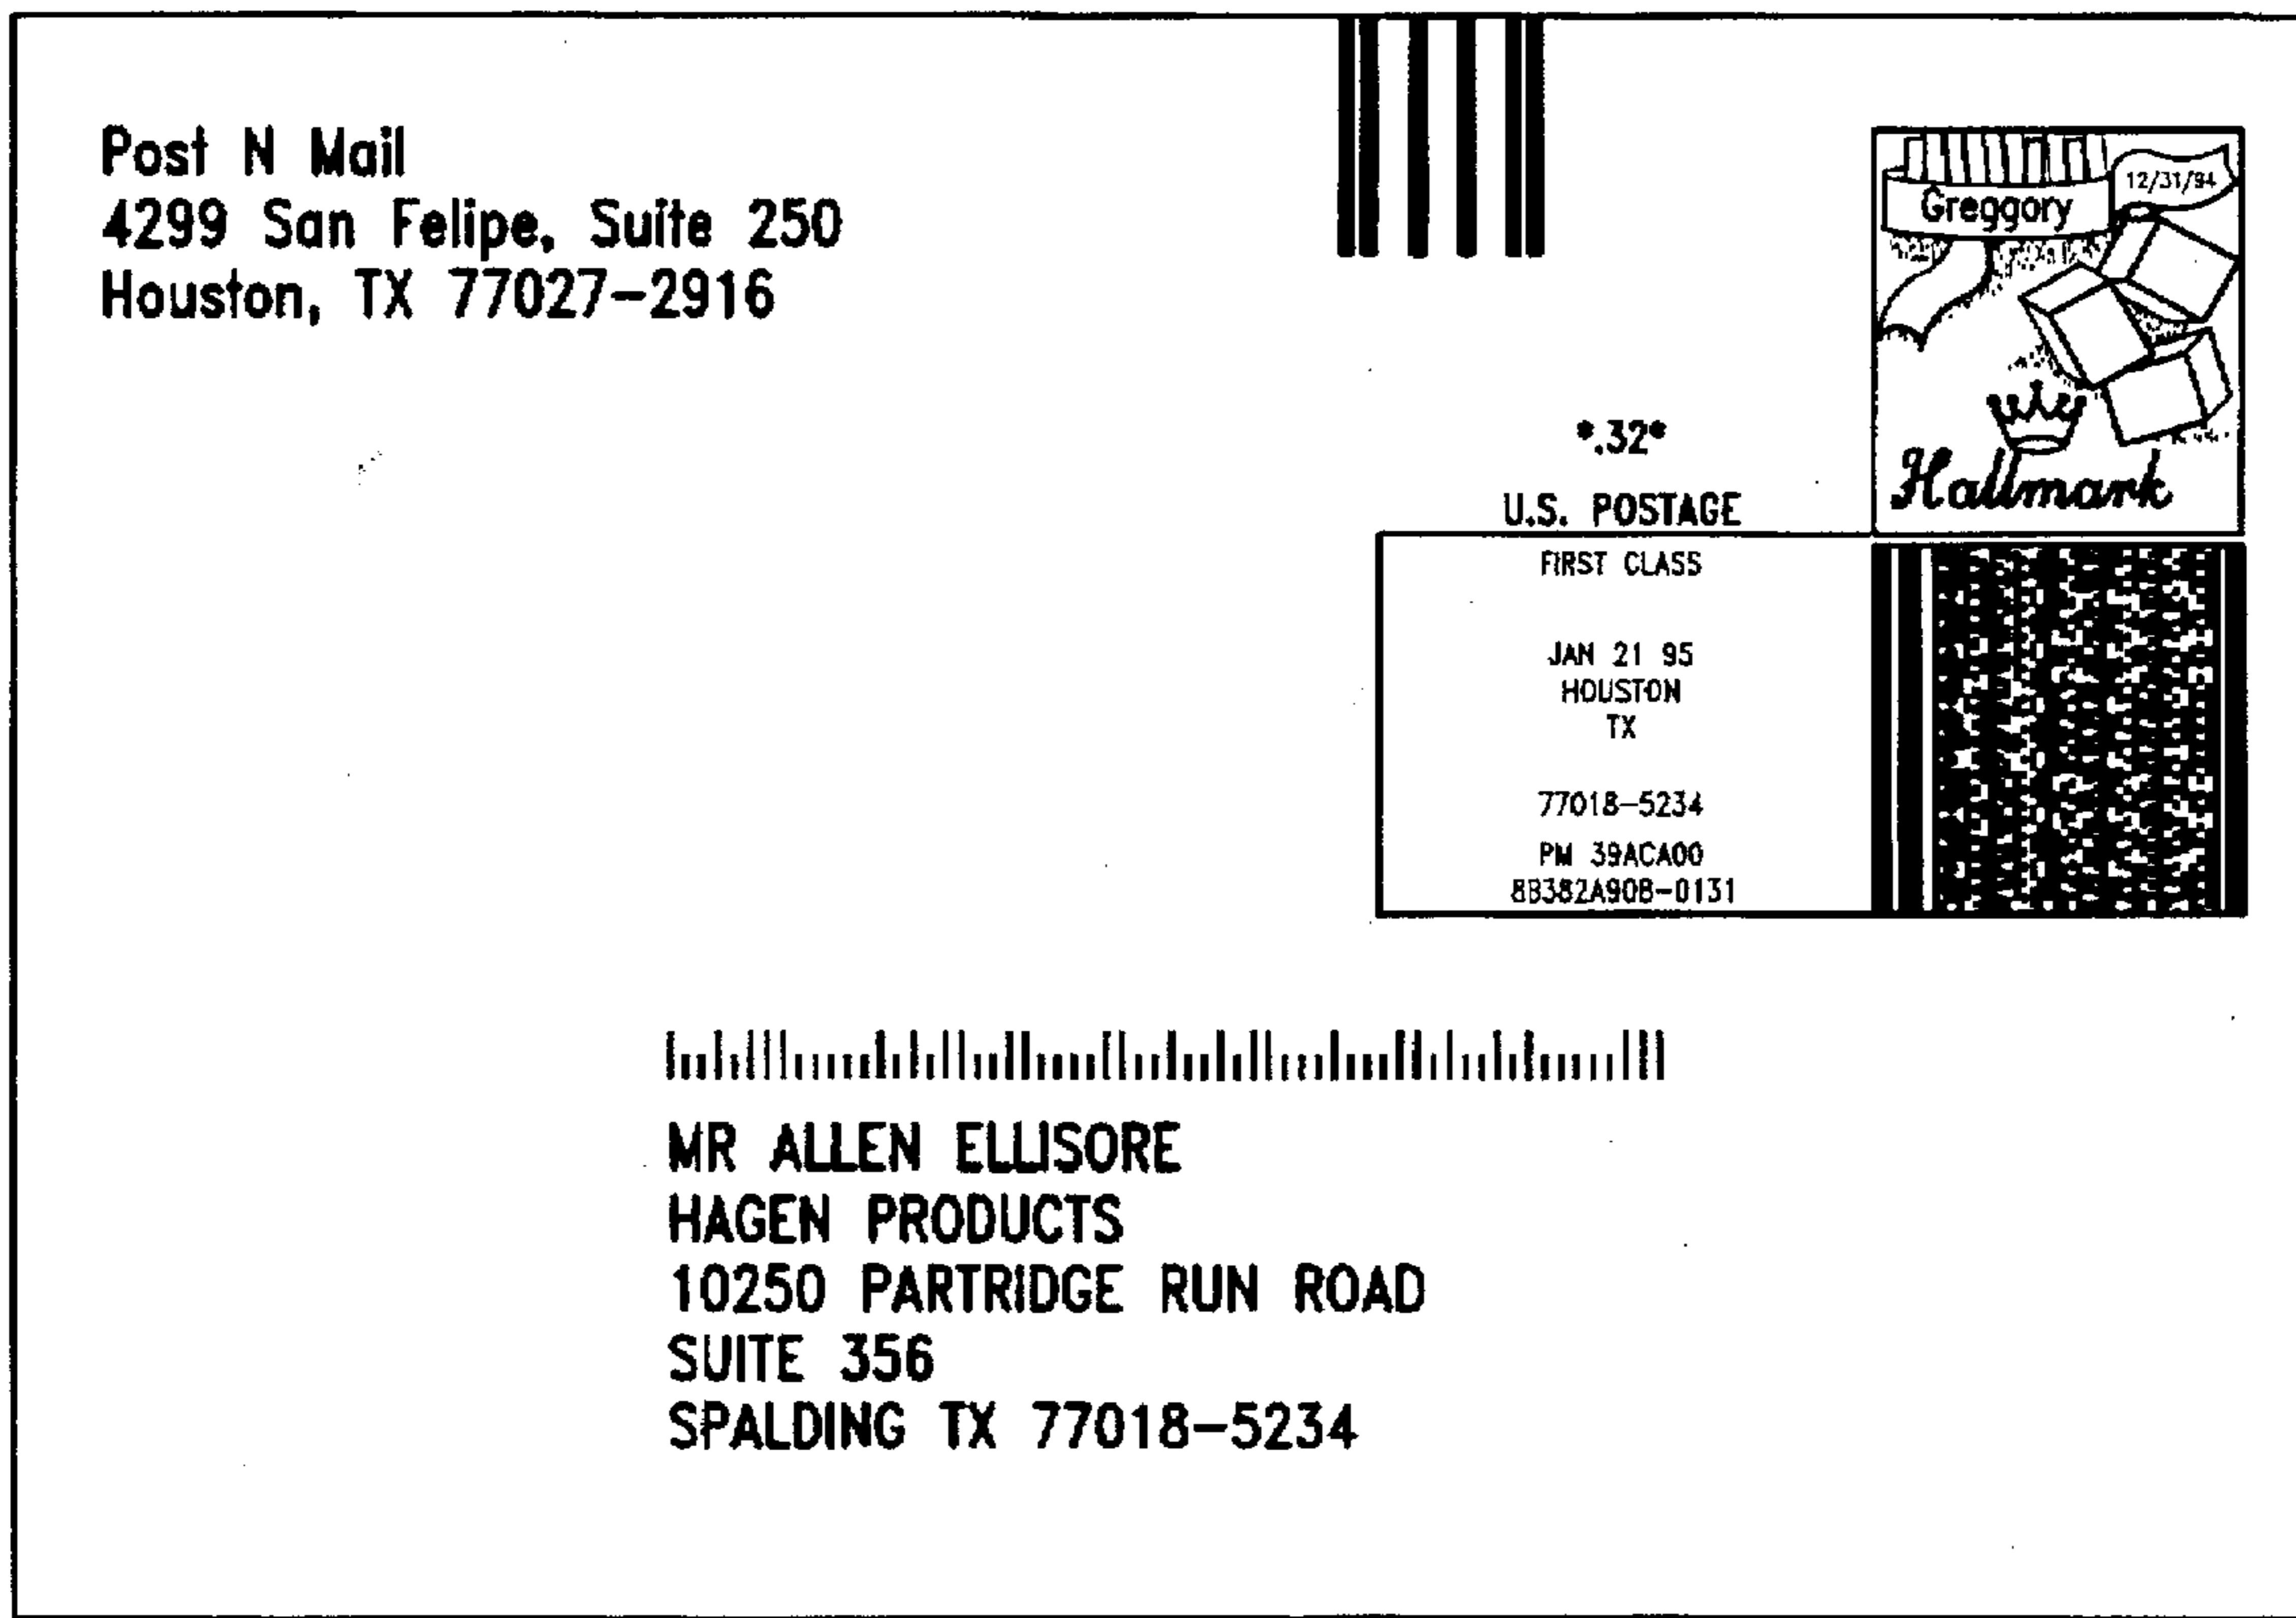 Post N Mail
4299 San Felipe, Suite 250
Houston, TX 77027-2916
12/31/94
Greggory
Hallmark
*.32*
U.S. POSTAGE
FIRST CLASS
JAN 21 95
HOUSTON
TX
77018-5234
PM 39ACA00
8B382A90B-0131
MR ALLEN ELLISORE
HAGEN PRODUCTS
10250 PARTRIDGE RUN ROAD
SUITE 356
SPALDING TX 77018-5234